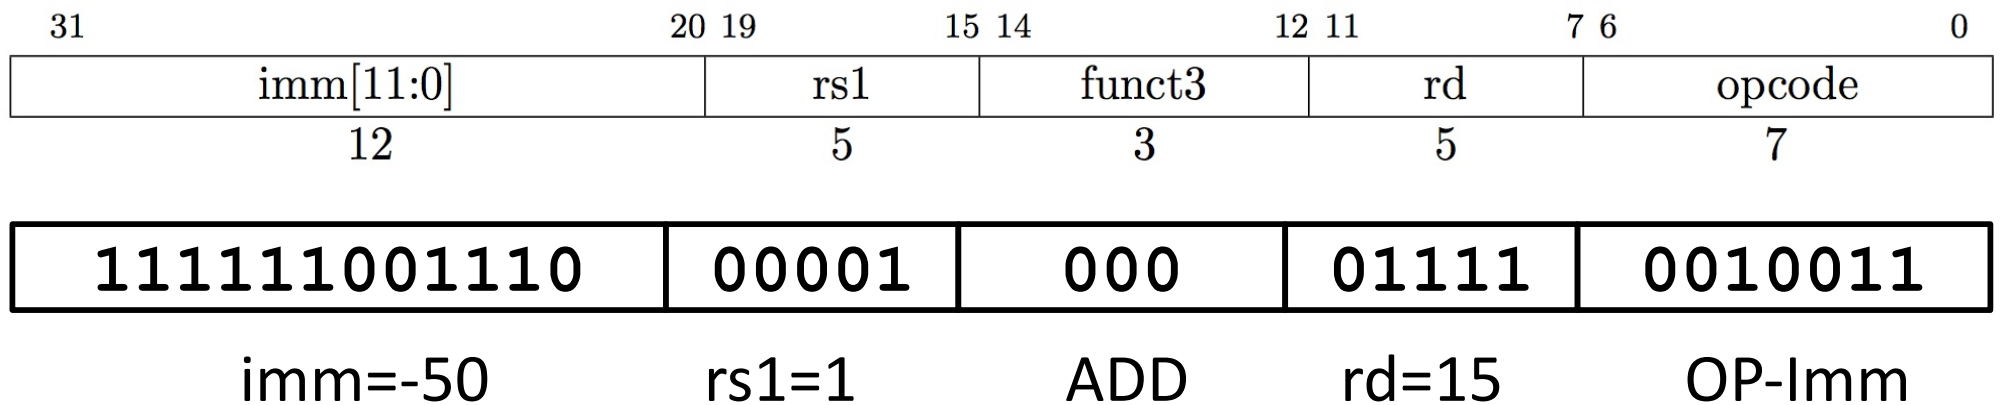 31 20 19 15 14 12 11 7 6 0
imm[11:0] rs1 funct3 rd opcode
12 5 3 5 7
111111001110 00001 000 01111 0010011
imm=-50 rs1=1 ADD rd=15 OP-Imm